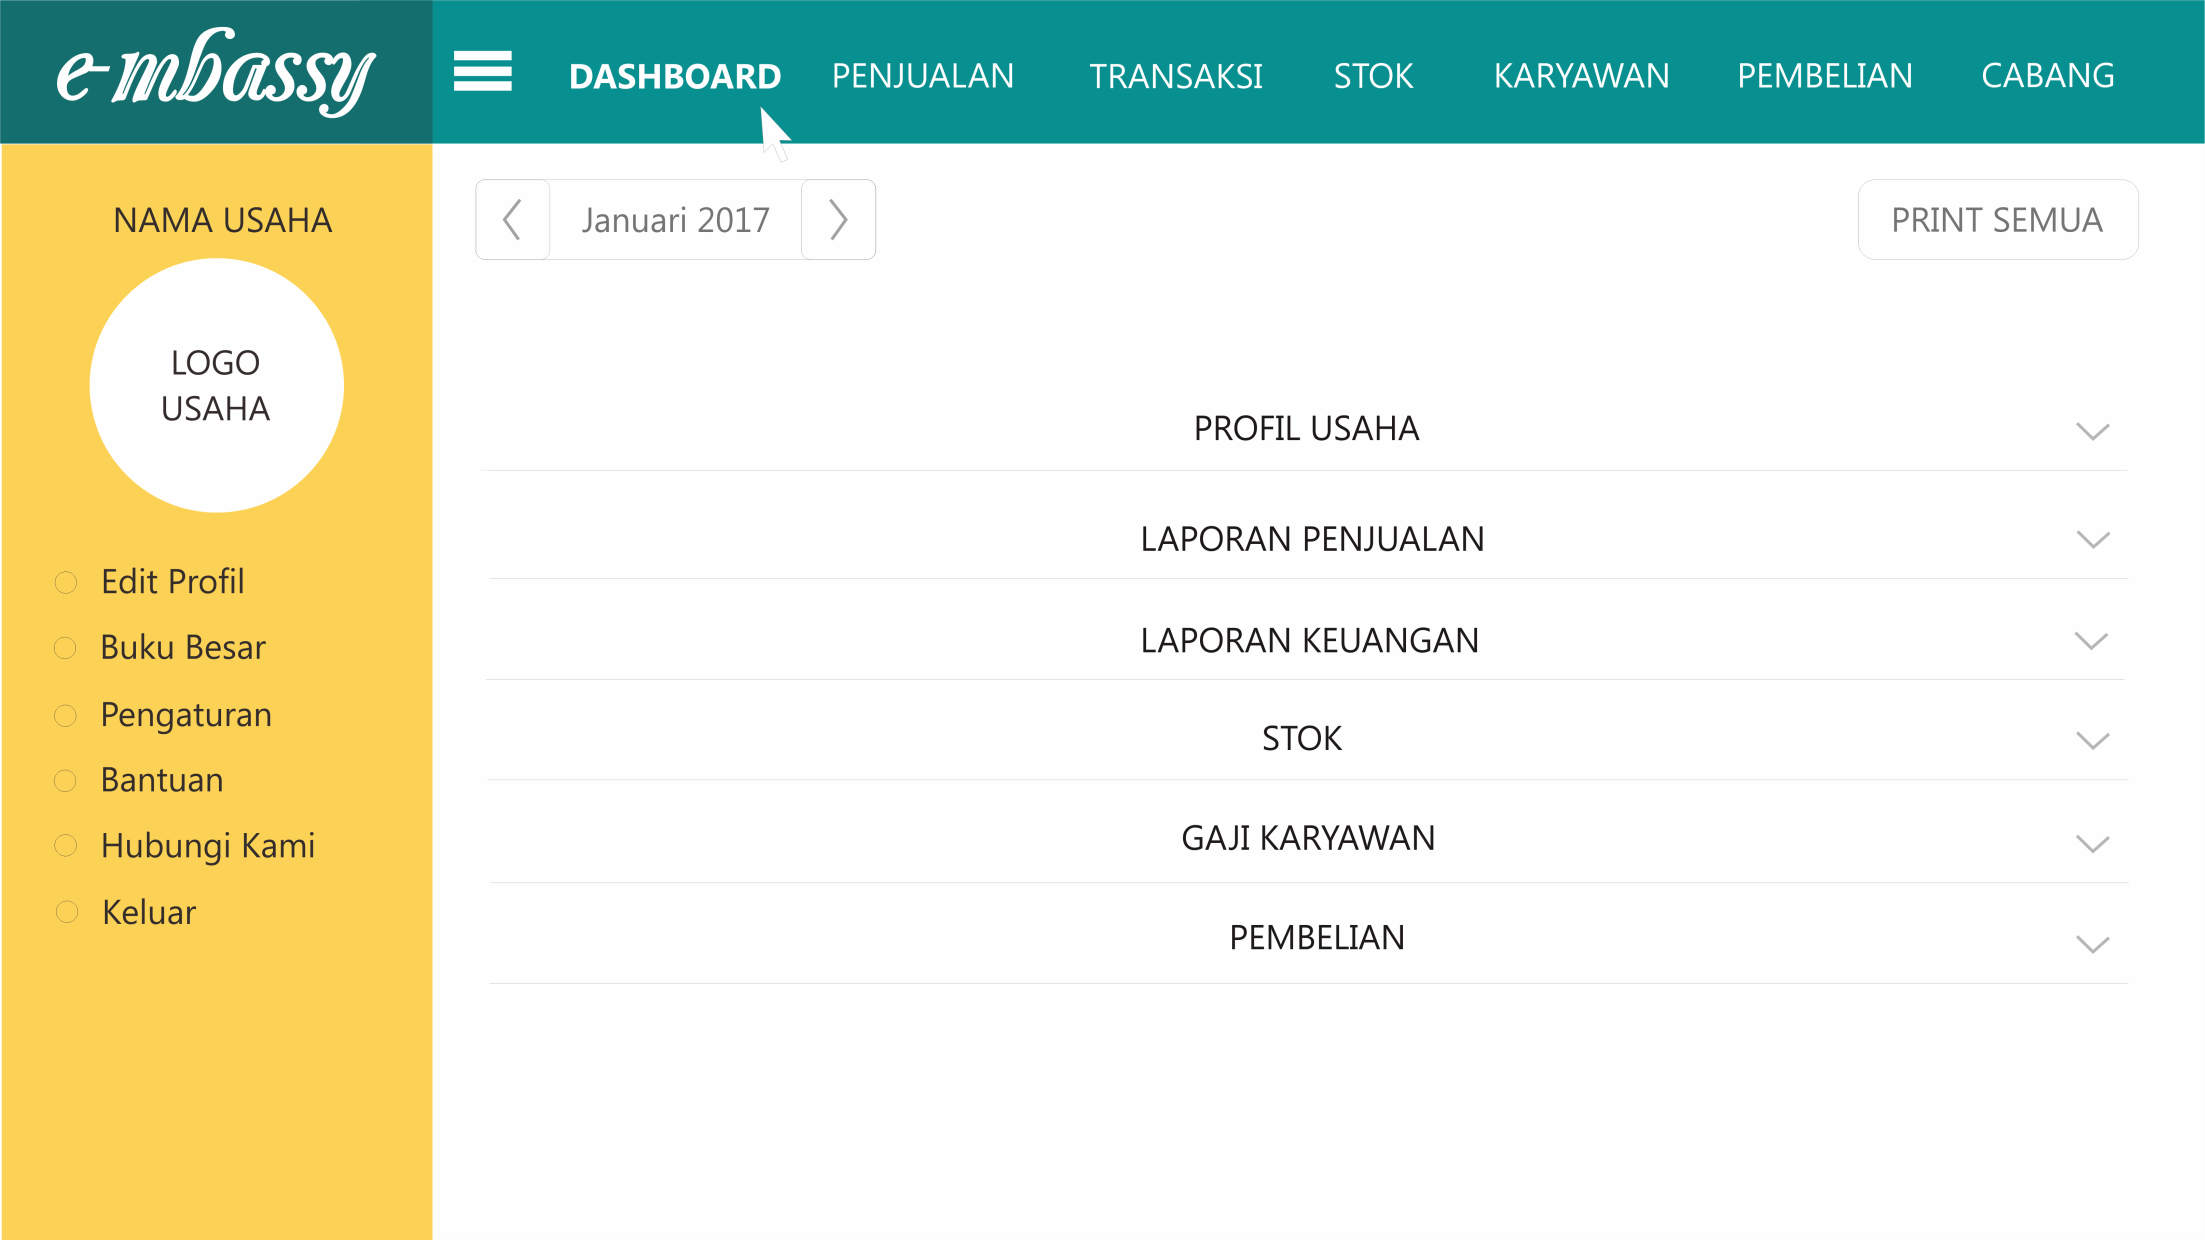 e-mbassy
DASHBOARD PENJUALAN TRANSAKSI STOK KARYAWAN PEMBELIAN CABANG
NAMA USAHA
LOGO
USAHA
Edit Profil
Buku Besar
Pengaturan
Bantuan
Hubungi Kami
Keluar
Januari 2017
PRINT SEMUA
PROFIL USAHA
LAPORAN PENJUALAN
LAPORAN KEUANGAN
STOK
GAJI KARYAWAN
PEMBELIAN